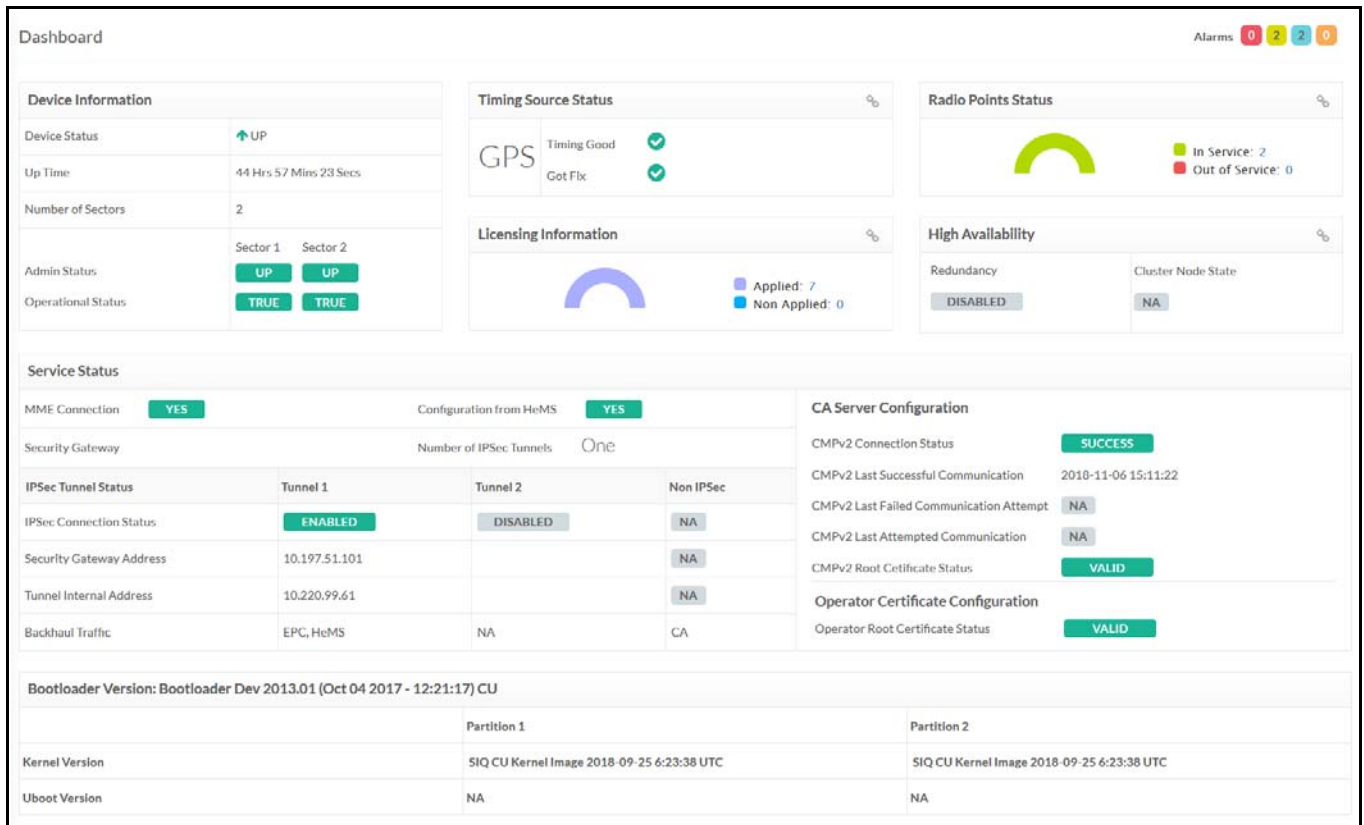 Dashboard
Alarms 0 2 2 0
Device Information
Device Status UP
Up Time 44 Hrs 57 Mins 23 Secs
Number of Sectors 2
Sector 1 Sector 2
Admin Status UP UP
Operational Status TRUE TRUE
Timing Source Status
GPS
Timing Good
Got Fix
Radio Points Status
In Service: 2
Out of Service: 0
Licensing Information
Applied: 7
Non Applied: 0
High Availability
Redundancy Cluster Node State
DISABLED NA
Service Status
MME Connection YES Configuration from HeMS YES
Security Gateway Number of IPSec Tunnels One
IPSec Tunnel Status Tunnel 1 Tunnel 2 Non IPSec
IPSec Connection Status ENABLED DISABLED NA
Security Gateway Address 10.197.51.101 NA
Tunnel Internal Address 10.220.99.61 NA
Backhaul Traffic EPC, HeMS NA CA
CA Server Configuration
CMPv2 Connection Status SUCCESS
CMPv2 Last Successful Communication 2018-11-06 15:11:22
CMPv2 Last Failed Communication Attempt NA
CMPv2 Last Attempted Communication NA
CMPv2 Root Cetificate Status VALID
Operator Certificate Configuration
Operator Root Certificate Status VALID
Bootloader Version: Bootloader Dev 2013.01 (Oct 04 2017 - 12:21:17) CU
Partition 1 Partition 2
Kernel Version SIQ CU Kernel Image 2018-09-25 6:23:38 UTC SIQ CU Kernel Image 2018-09-25 6:23:38 UTC
Uboot Version NA NA